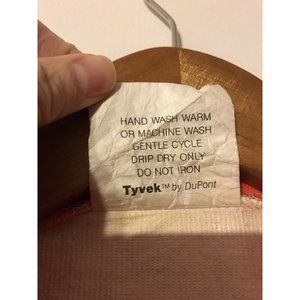 HAND WASH WARM
OR MACHINE WASH
GENTLE CYCLE
DRIP DRY ONLY
DO NOT IRON
Tyvek™ by DuPont